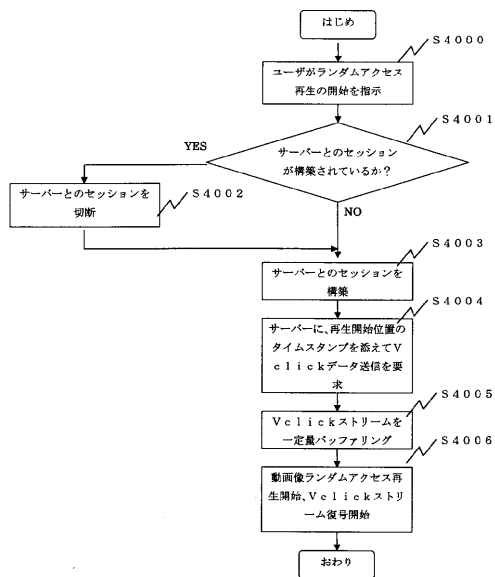 はじめ
S4000
ユーザがランダムアクセス
再生の開始を指示
S4001
YES
サーバーとのセッション
が構築されているか？
サーバーとのセッションを
切断
S4002
NO
S4003
サーバーとのセッションを
構築
S4004
サーバーに、再生開始位置の
タイムスタンプを添えてV
clickデータ送信を要
求
S4005
Vclickストリームを
一定量バッファリング
S4006
動画像ランダムアクセス再
生開始、Vclickストリ
ーム復号開始
おわり